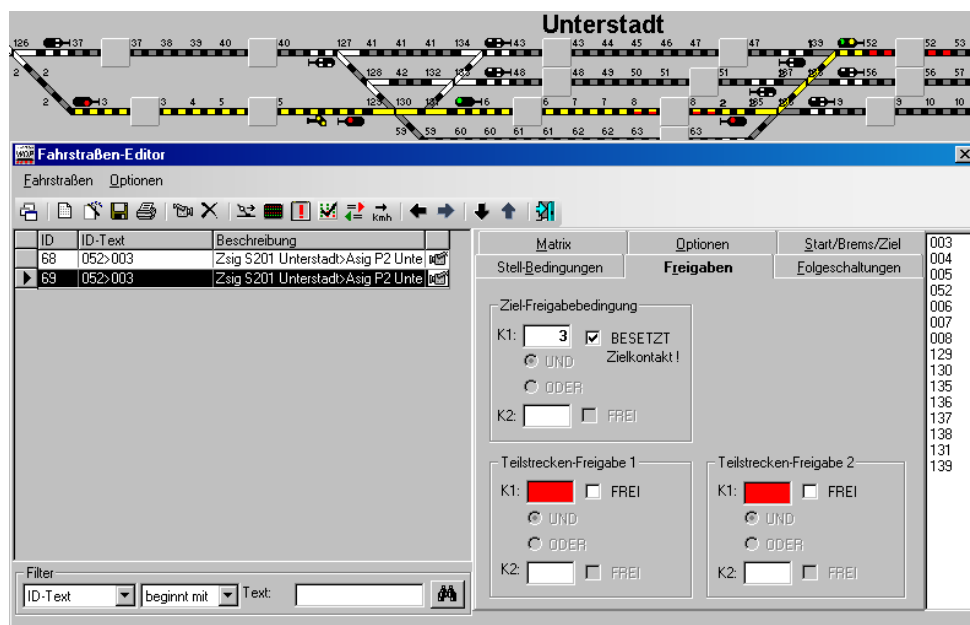 Unterstadt
126 37 37 38 39 40 40 127 41 41 41 134 43 43 44 45 46 47 47 139 52 52 53
2 2 128 42 132 133 48 48 49 50 51 51 56 56 57
2 3 3 4 5 5 129 130 6 6 7 7 8 8 2 9 9 10 10
59 59 60 60 61 61 62 62 63 63
Fahrstraßen-Editor
Fahrstraßen Optionen
kmh
ID ID-Text Beschreibung
68 052>003 Zsig S201 Unterstadt>Asig P2 Unte
69 052>003 Zsig S201 Unterstadt>Asig P2 Unte
Matrix Optionen Start/Brems/Ziel
Stell-Bedingungen Freigaben Folgeschaltungen
Ziel-Freigabebedingung
K1: 3 BESETZT
UND Zielkontakt !
ODER
K2: FREI
Teilstrecken-Freigabe 1 Teilstrecken-Freigabe 2
K1: FREI K1: FREI
UND UND
ODER ODER
K2: FREI K2: FREI
003
004
005
052
006
007
008
129
130
135
136
137
138
131
139
Filter
ID-Text beginnt mit Text: